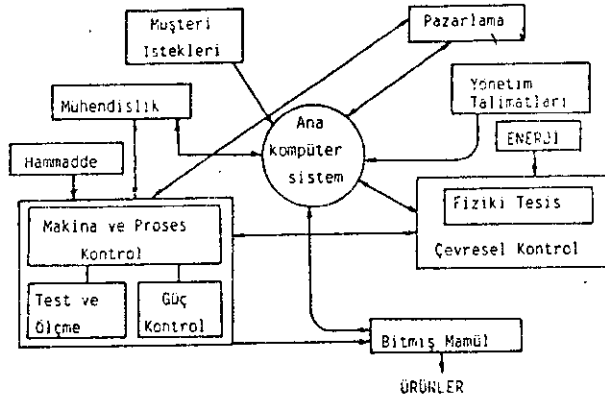 Müşteri
İstekleri
Pazarlama
Mühendislik
Yönetim
Talimatları
Ana
kompüter
sistem
ENERJİ
Hammadde
Fiziki Tesis
Makina ve Proses
Kontrol
Çevresel Kontrol
Test ve
Ölçme
Güç
Kontrol
Bitmiş Mamül
ÜRÜNLER